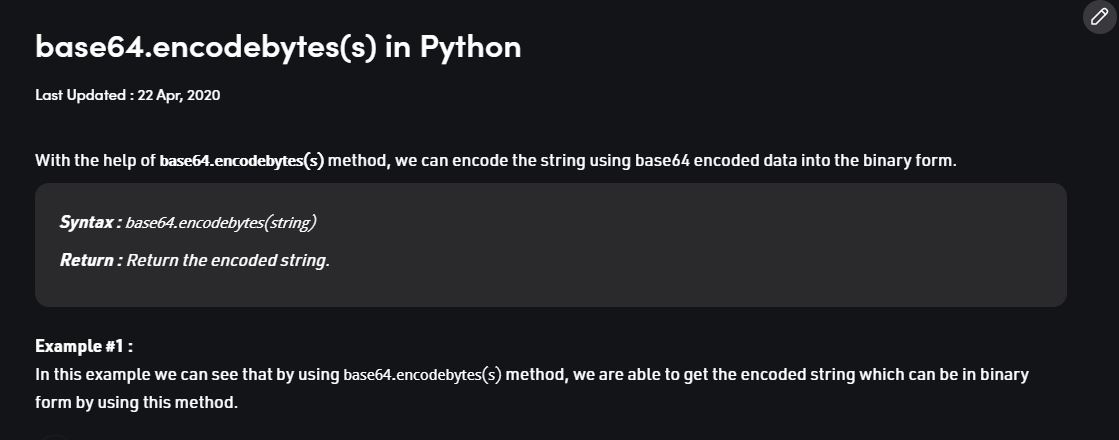 base64.encodebytes(s) in Python
Last Updated : 22 Apr, 2020
With the help of base64.encodebytes(s) method, we can encode the string using base64 encoded data into the binary form.
Syntax : base64.encodebytes(string)
Return : Return the encoded string.
Example #1 :
In this example we can see that by using base64.encodebytes(s) method, we are able to get the encoded string which can be in binary
form by using this method.